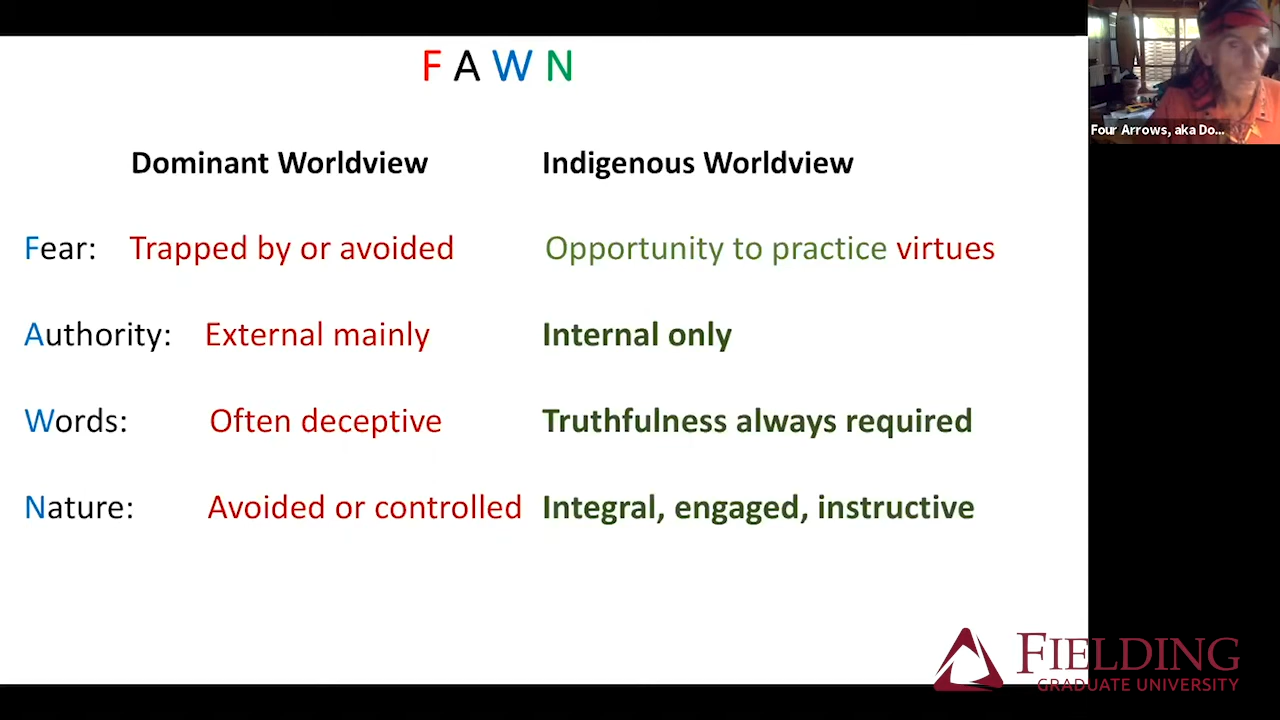 F A W N
Four Arrows, aka Do...
Dominant Worldview Indigenous Worldview
Fear: Trapped by or avoided Opportunity to practice virtues
Authority: External mainly Internal only
Words: Often deceptive Truthfulness always required
Nature: Avoided or controlled Integral, engaged, instructive
FIELDING
GRADUATE UNIVERSITY